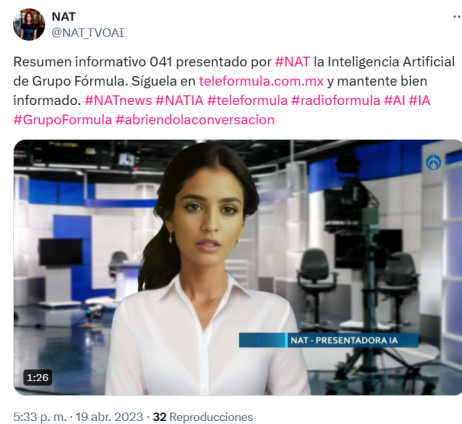 NAT
@NAT_TVOAI
Resumen informativo 041 presentado por #NAT la Inteligencia Artificial
de Grupo Fórmula. Síguela en teleformula.com.mx y mantente bien
informado. #NATnews #NATIA #teleformula #radioformula #AI #IA
#GrupoFormula #abriendolaconversacion
NAT - PRESENTADORA IA
1:26
5:33 p. m. · 19 abr. 2023 · 32 Reproducciones